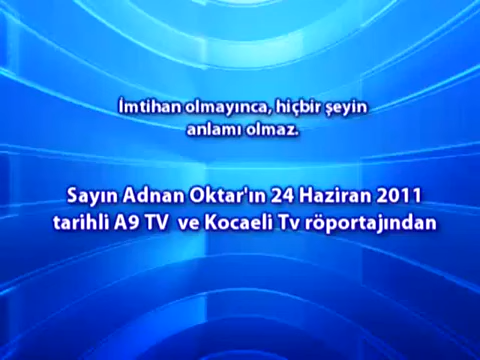 İmtihan olmayınca, hiçbir şeyin
anlamı olmaz.
Sayın Adnan Oktar'ın 24 Haziran 2011
tarihli A9 TV ve Kocaeli Tv röportajından